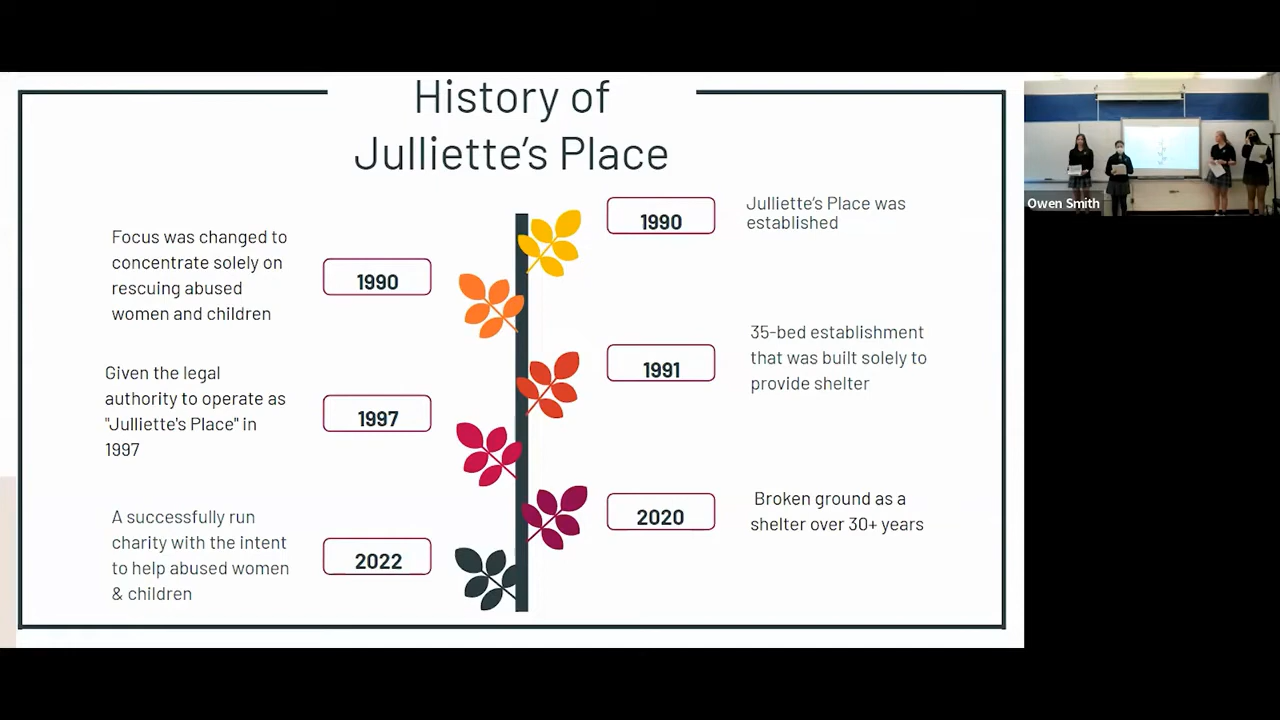 History of
Julliette's Place
1990
Julliette's Place was
established
Focus was changed to
concentrate solely on
rescuing abused
women and children
1990
1991
35-bed establishment
that was built solely to
provide shelter
Given the legal
authority to operate as
"Julliette's Place" in
1997
1997
2020
Broken ground as a
shelter over 30+ years
A successfully run
charity with the intent
to help abused women
& children
2022
Owen Smith